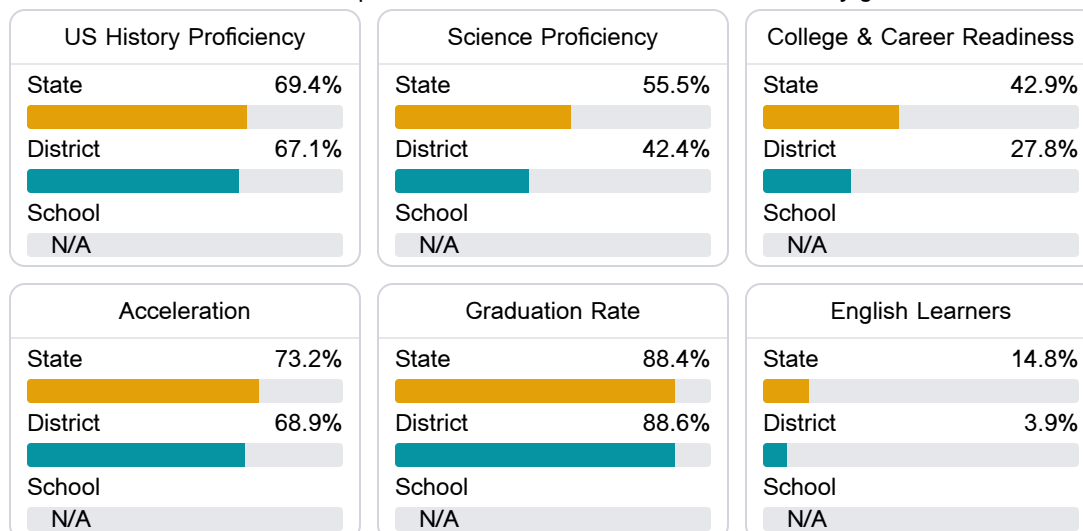 US History Proficiency
State 69.4%
District 67.1%
School
N/A
Science Proficiency
State 55.5%
District 42.4%
School
N/A
College & Career Readiness
State 42.9%
District 27.8%
School
N/A
Acceleration
State 73.2%
District 68.9%
School
N/A
Graduation Rate
State 88.4%
District 88.6%
School
N/A
English Learners
State 14.8%
District 3.9%
School
N/A